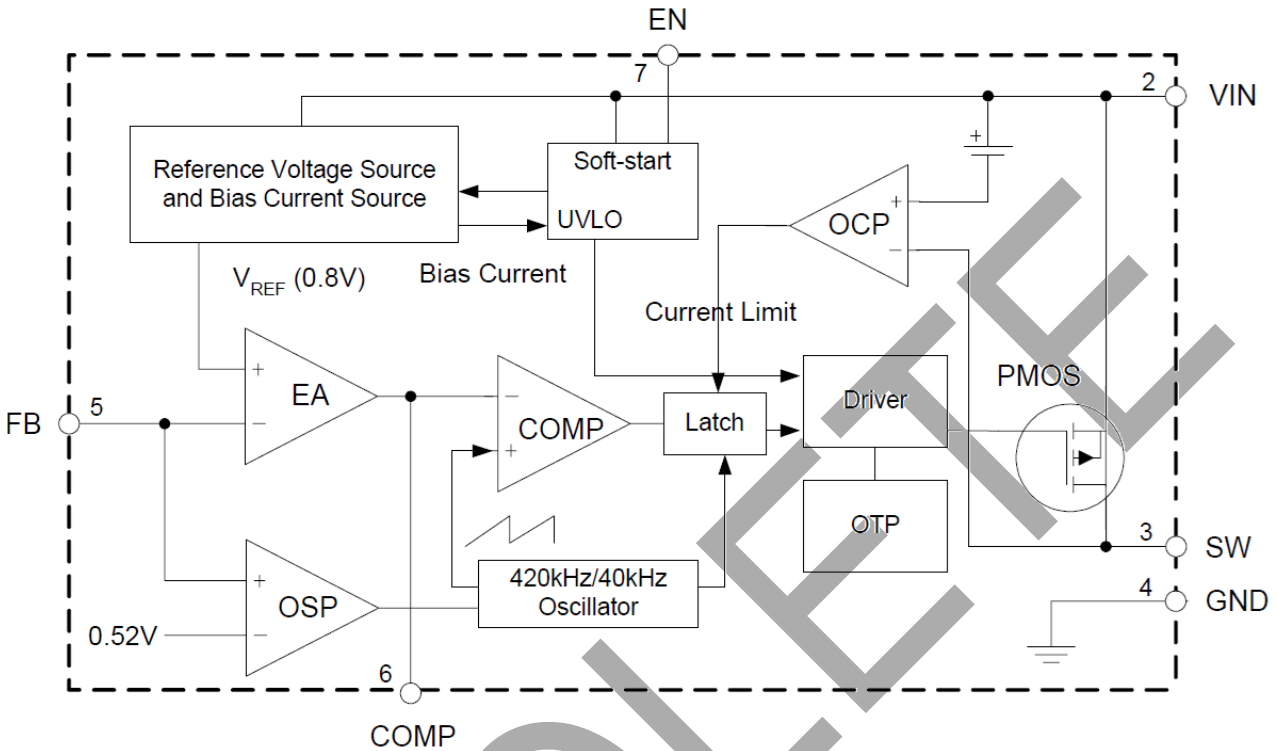 EN
7
2
VIN
Reference Voltage Source
and Bias Current Source
Soft-start
UVLO
+
+
OCP
−
VREF (0.8V)
Bias Current
Current Limit
PMOS
+
EA
−
FB
5
−
COMP
+
Latch
Driver
OTP
3
SW
420kHz/40kHz
Oscillator
4
GND
+
OSP
−
0.52V
6
COMP